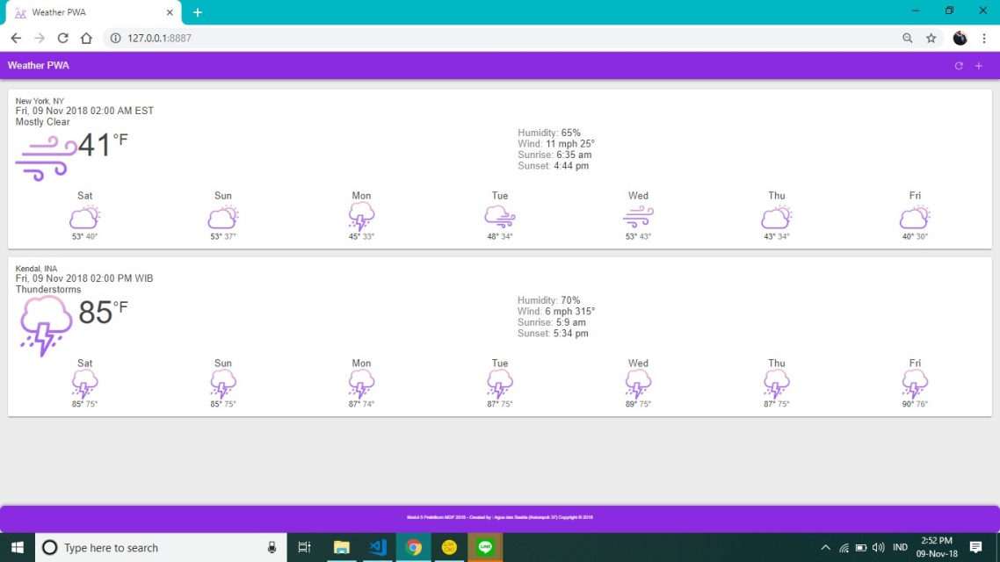 Weather PWA
127.0.0.1:8887
Weather PWA
New York, NY
Fri, 09 Nov 2018 02:00 AM EST
Mostly Clear
41°F
Humidity: 65%
Wind: 11 mph 25°
Sunrise: 6:35 am
Sunset: 4:44 pm
Sat Sun Mon Tue Wed Thu Fri
53° 40° 53° 37° 45° 33° 48° 34° 53° 43° 43° 34° 40° 30°
Kendal, INA
Fri, 09 Nov 2018 02:00 PM WIB
Thunderstorms
85°F
Humidity: 70%
Wind: 6 mph 315°
Sunrise: 5:9 am
Sunset: 5:34 pm
Sat Sun Mon Tue Wed Thu Fri
85° 75° 85° 75° 87° 74° 87° 75° 89° 75° 87° 75° 90° 76°
Modul 5 Praktikum MDP 2018 - Created by : Agus dan Saskia (Kelompok 37) Copyright © 2018
Type here to search
LINE
IND
2:52 PM
09-Nov-18